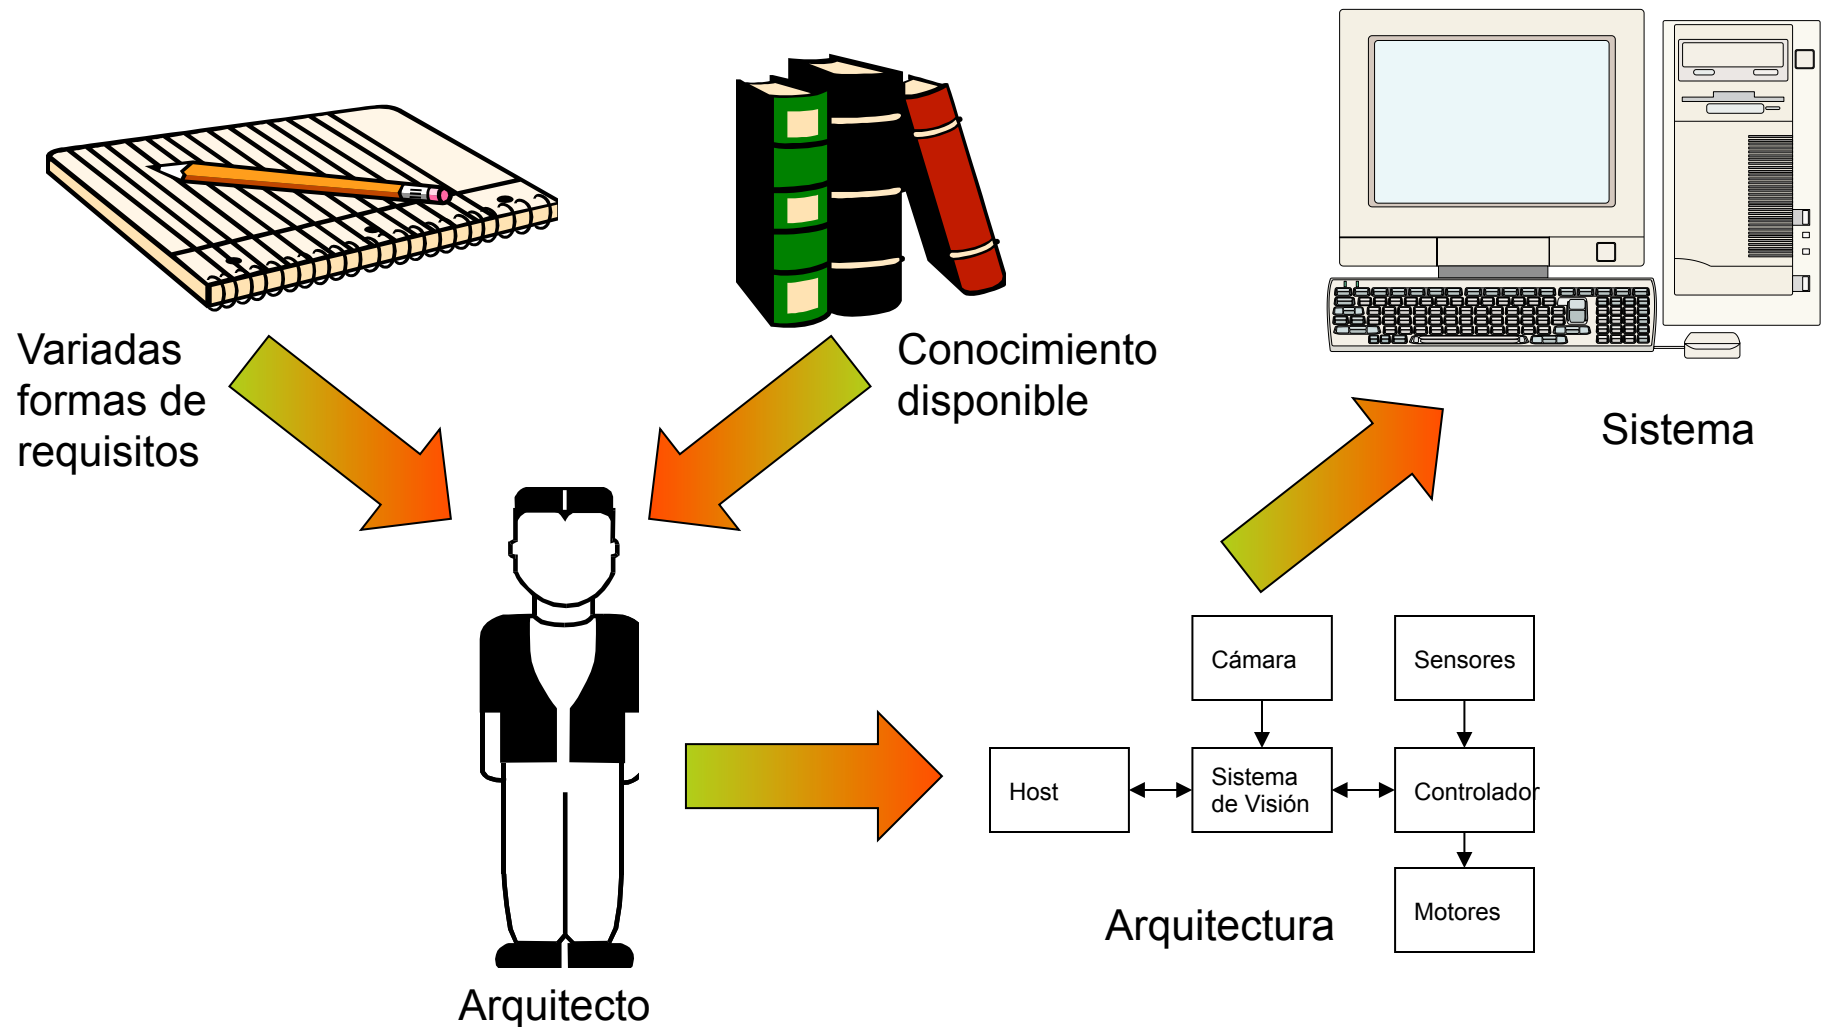 Variadas
formas de
requisitos
Conocimiento
disponible
Sistema
Cámara
Sensores
Host
Sistema
de Visión
Controlador
Motores
Arquitectura
Arquitecto